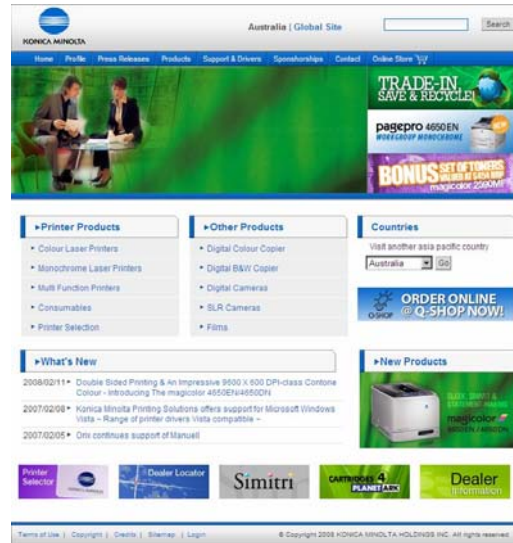 KONICA MINOLTA
Australia | Global Site
Search
Home Profile Press Releases Products Support & Drivers Sponshorships Contact Online Store
TRADE-IN,
SAVE & RECYCLE!
pagepro 4650EN
WORKGROUP MONOCHROME
BONUS SET OF TONERS
magicolor 2590MF
Printer Products
Colour Laser Printers
Monochrome Laser Printers
Multi Function Printers
Consumables
Printer Selection
Other Products
Digital Colour Copier
Digital B&W Copier
Digital Cameras
SLR Cameras
Films
Countries
Visit another asia pacific country
Australia Go
Q-SHOP
ORDER ONLINE
@ Q-SHOP NOW!
What's New
2008/02/11 Double Sided Printing & An Impressive 9600 X 600 DPI-class Contone
Colour - Introducing The magicolor 4650EN/4650DN
2007/02/08 Konica Minolta Printing Solutions offers support for Microsoft Windows
Vista ~ Range of printer drivers Vista compatible ~
2007/02/05 Drix continues support of Manuell
New Products
magicolor
Printer
Selector
KONICA MINOLTA
Dealer Locator
Simitri
CARTRIDGES 4
PLANET ARK
Dealer
Information
Terms of Use | Copyright | Credits | Sitemap | Login
© Copyright 2008 KONICA MINOLTA HOLDINGS INC. All rights reserved